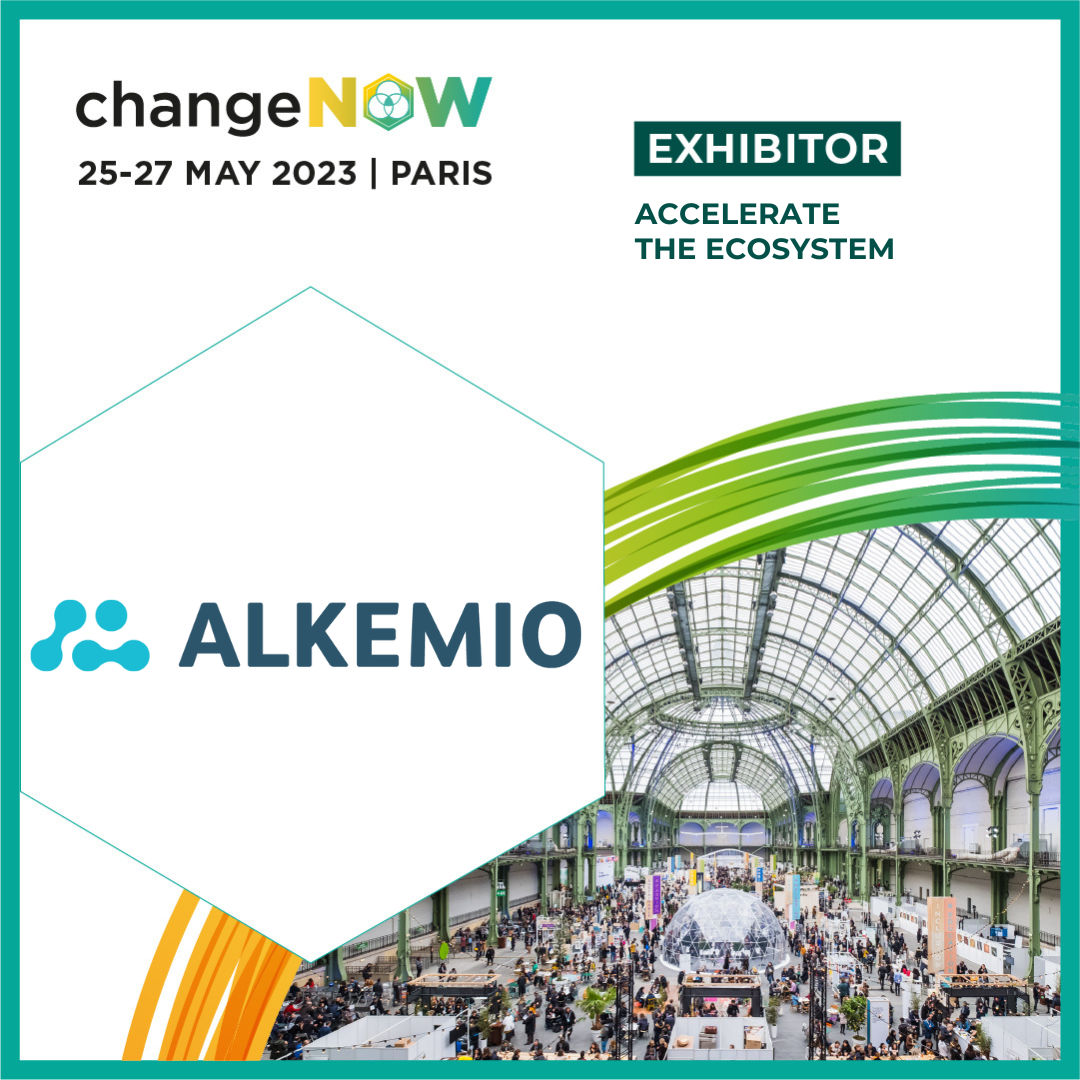 changeNOW
25-27 MAY 2023 | PARIS
EXHIBITOR
ACCELERATE
THE ECOSYSTEM
ALKEMIO